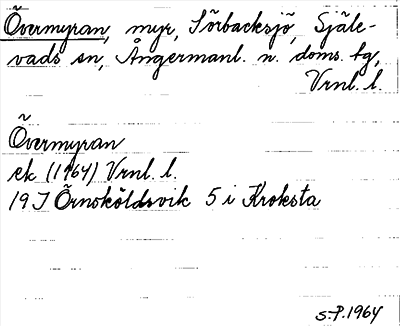 Övermyran, myr, Sörbacksjö, Själe-
vads sn, Ångermanl. n. doms. tg,
Vrnl. l.
Övermyran
ek (1964) Vrnl. l.
19 J Örnsköldsvik 5 i Kroksta
S.P. 1964